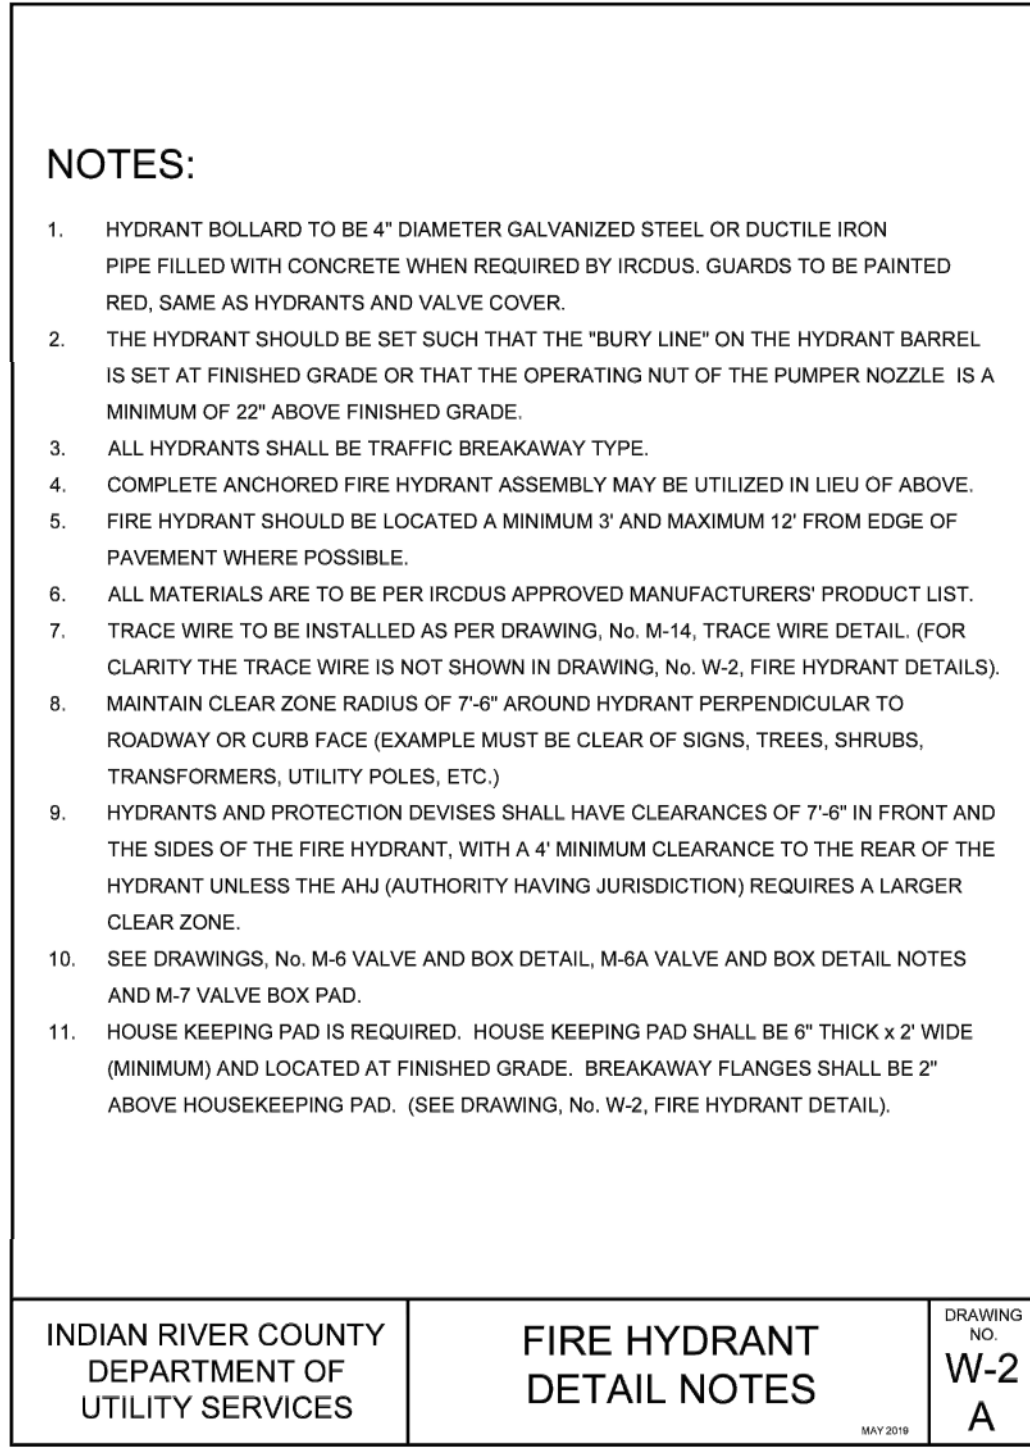 NOTES:
1. HYDRANT BOLLARD TO BE 4" DIAMETER GALVANIZED STEEL OR DUCTILE IRON
PIPE FILLED WITH CONCRETE WHEN REQUIRED BY IRCDUS. GUARDS TO BE PAINTED
RED, SAME AS HYDRANTS AND VALVE COVER.
2. THE HYDRANT SHOULD BE SET SUCH THAT THE "BURY LINE" ON THE HYDRANT BARREL
IS SET AT FINISHED GRADE OR THAT THE OPERATING NUT OF THE PUMPER NOZZLE IS A
MINIMUM OF 22" ABOVE FINISHED GRADE.
3. ALL HYDRANTS SHALL BE TRAFFIC BREAKAWAY TYPE.
4. COMPLETE ANCHORED FIRE HYDRANT ASSEMBLY MAY BE UTILIZED IN LIEU OF ABOVE.
5. FIRE HYDRANT SHOULD BE LOCATED A MINIMUM 3' AND MAXIMUM 12' FROM EDGE OF
PAVEMENT WHERE POSSIBLE.
6. ALL MATERIALS ARE TO BE PER IRCDUS APPROVED MANUFACTURERS' PRODUCT LIST.
7. TRACE WIRE TO BE INSTALLED AS PER DRAWING, No. M-14, TRACE WIRE DETAIL. (FOR
CLARITY THE TRACE WIRE IS NOT SHOWN IN DRAWING, No. W-2, FIRE HYDRANT DETAILS).
8. MAINTAIN CLEAR ZONE RADIUS OF 7'-6" AROUND HYDRANT PERPENDICULAR TO
ROADWAY OR CURB FACE (EXAMPLE MUST BE CLEAR OF SIGNS, TREES, SHRUBS,
TRANSFORMERS, UTILITY POLES, ETC.)
9. HYDRANTS AND PROTECTION DEVISES SHALL HAVE CLEARANCES OF 7'-6" IN FRONT AND
THE SIDES OF THE FIRE HYDRANT, WITH A 4' MINIMUM CLEARANCE TO THE REAR OF THE
HYDRANT UNLESS THE AHJ (AUTHORITY HAVING JURISDICTION) REQUIRES A LARGER
CLEAR ZONE.
10. SEE DRAWINGS, No. M-6 VALVE AND BOX DETAIL, M-6A VALVE AND BOX DETAIL NOTES
AND M-7 VALVE BOX PAD.
11. HOUSE KEEPING PAD IS REQUIRED. HOUSE KEEPING PAD SHALL BE 6" THICK x 2' WIDE
(MINIMUM) AND LOCATED AT FINISHED GRADE. BREAKAWAY FLANGES SHALL BE 2"
ABOVE HOUSEKEEPING PAD. (SEE DRAWING, No. W-2, FIRE HYDRANT DETAIL).
INDIAN RIVER COUNTY
DEPARTMENT OF
UTILITY SERVICES
FIRE HYDRANT
DETAIL NOTES
MAY 2019
DRAWING
NO.
W-2
A